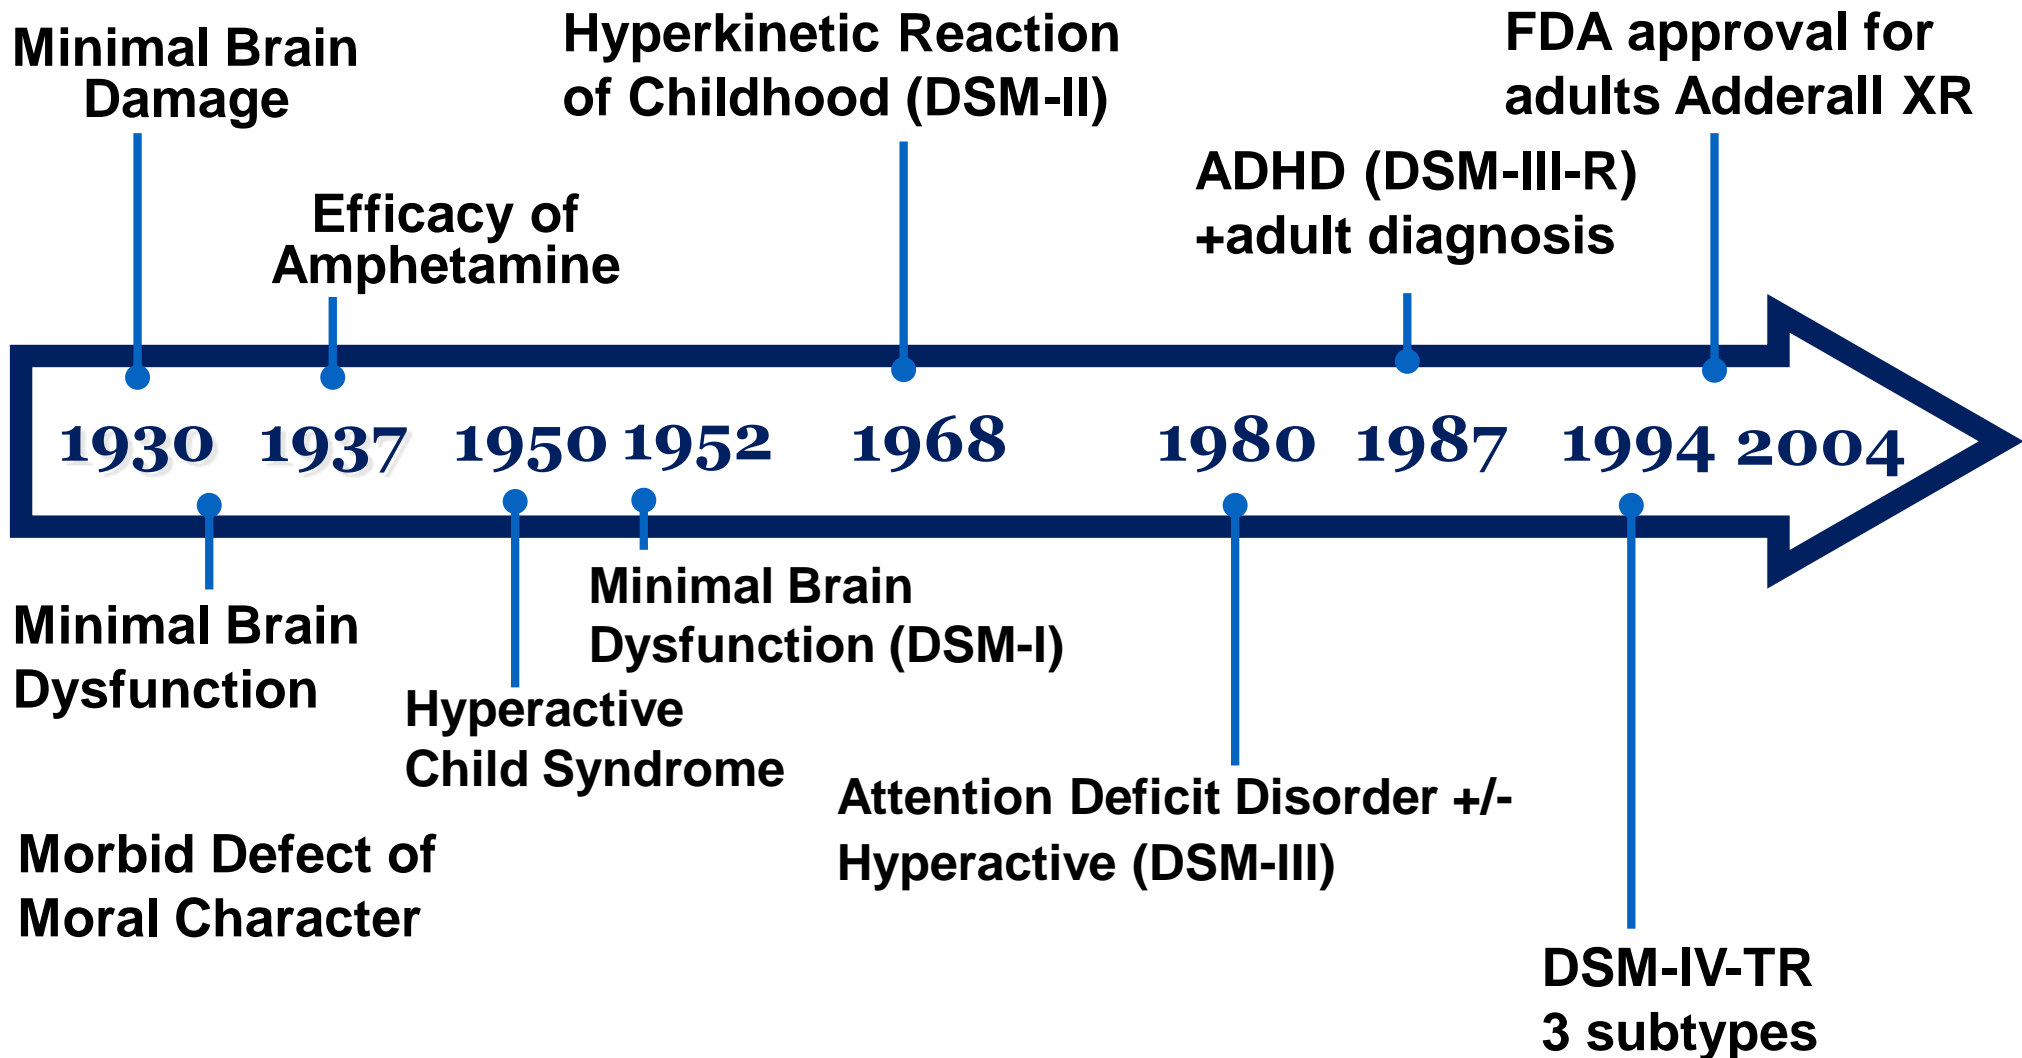 Minimal Brain
Damage
Efficacy of
Amphetamine
Hyperkinetic Reaction
of Childhood (DSM-II)
ADHD (DSM-III-R)
+adult diagnosis
FDA approval for
adults Adderall XR
1930 1937 1950 1952 1968 1980 1987 1994 2004
Minimal Brain
Dysfunction
Morbid Defect of
Moral Character
Hyperactive
Child Syndrome
Minimal Brain
Dysfunction (DSM-I)
Attention Deficit Disorder +/-
Hyperactive (DSM-III)
DSM-IV-TR
3 subtypes